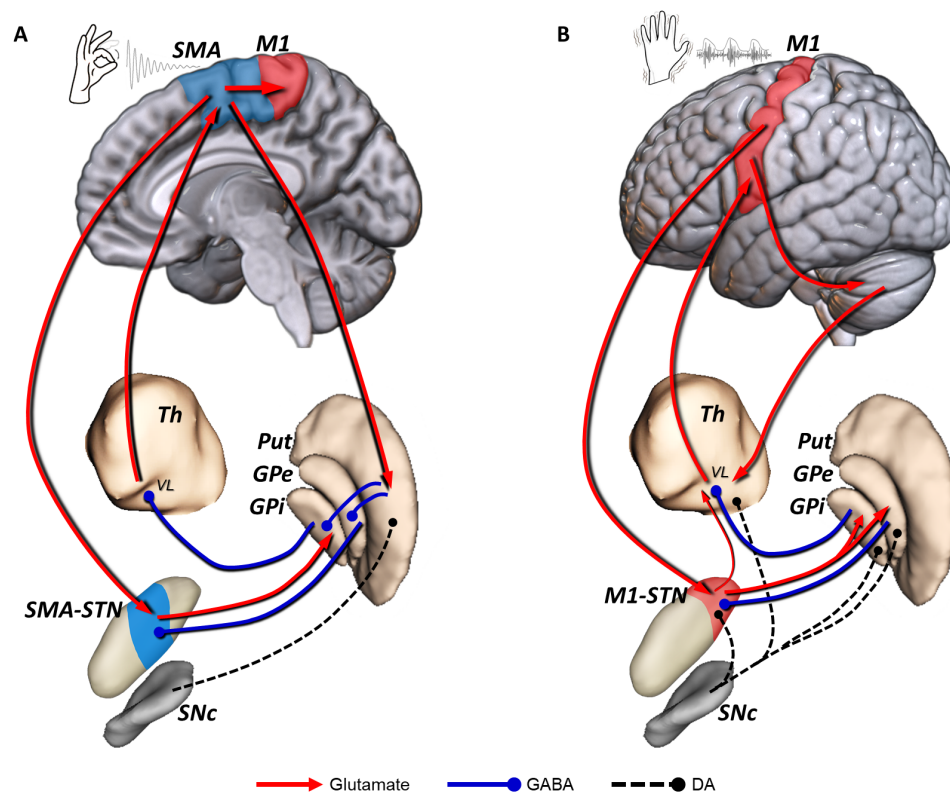 A
SMA
M1
Th
VL
Put
GPe
GPi
SMA-STN
SNc
B
M1
Th
VL
Put
GPe
GPi
M1-STN
SNc
Glutamate
GABA
DA